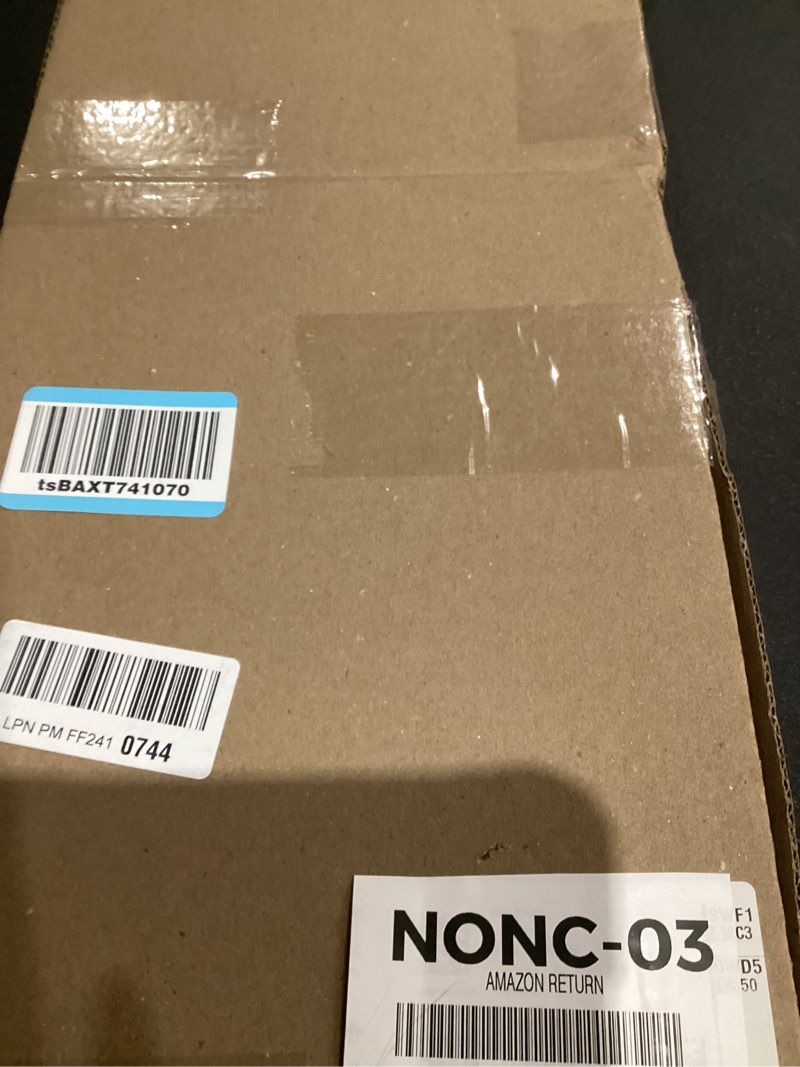 tsBAXT741070
LPN PM FF241 0744
NONC-03
AMAZON RETURN
F1
C3
D5
50